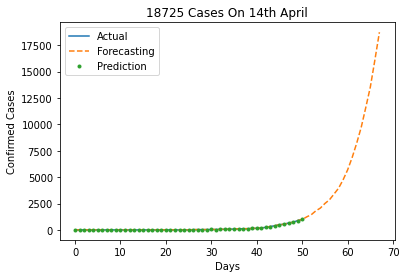 18725 Cases On 14th April
Actual
Forecasting
Prediction
Confirmed Cases
17500
15000
12500
10000
7500
5000
2500
0
0 10 20 30 40 50 60 70
Days